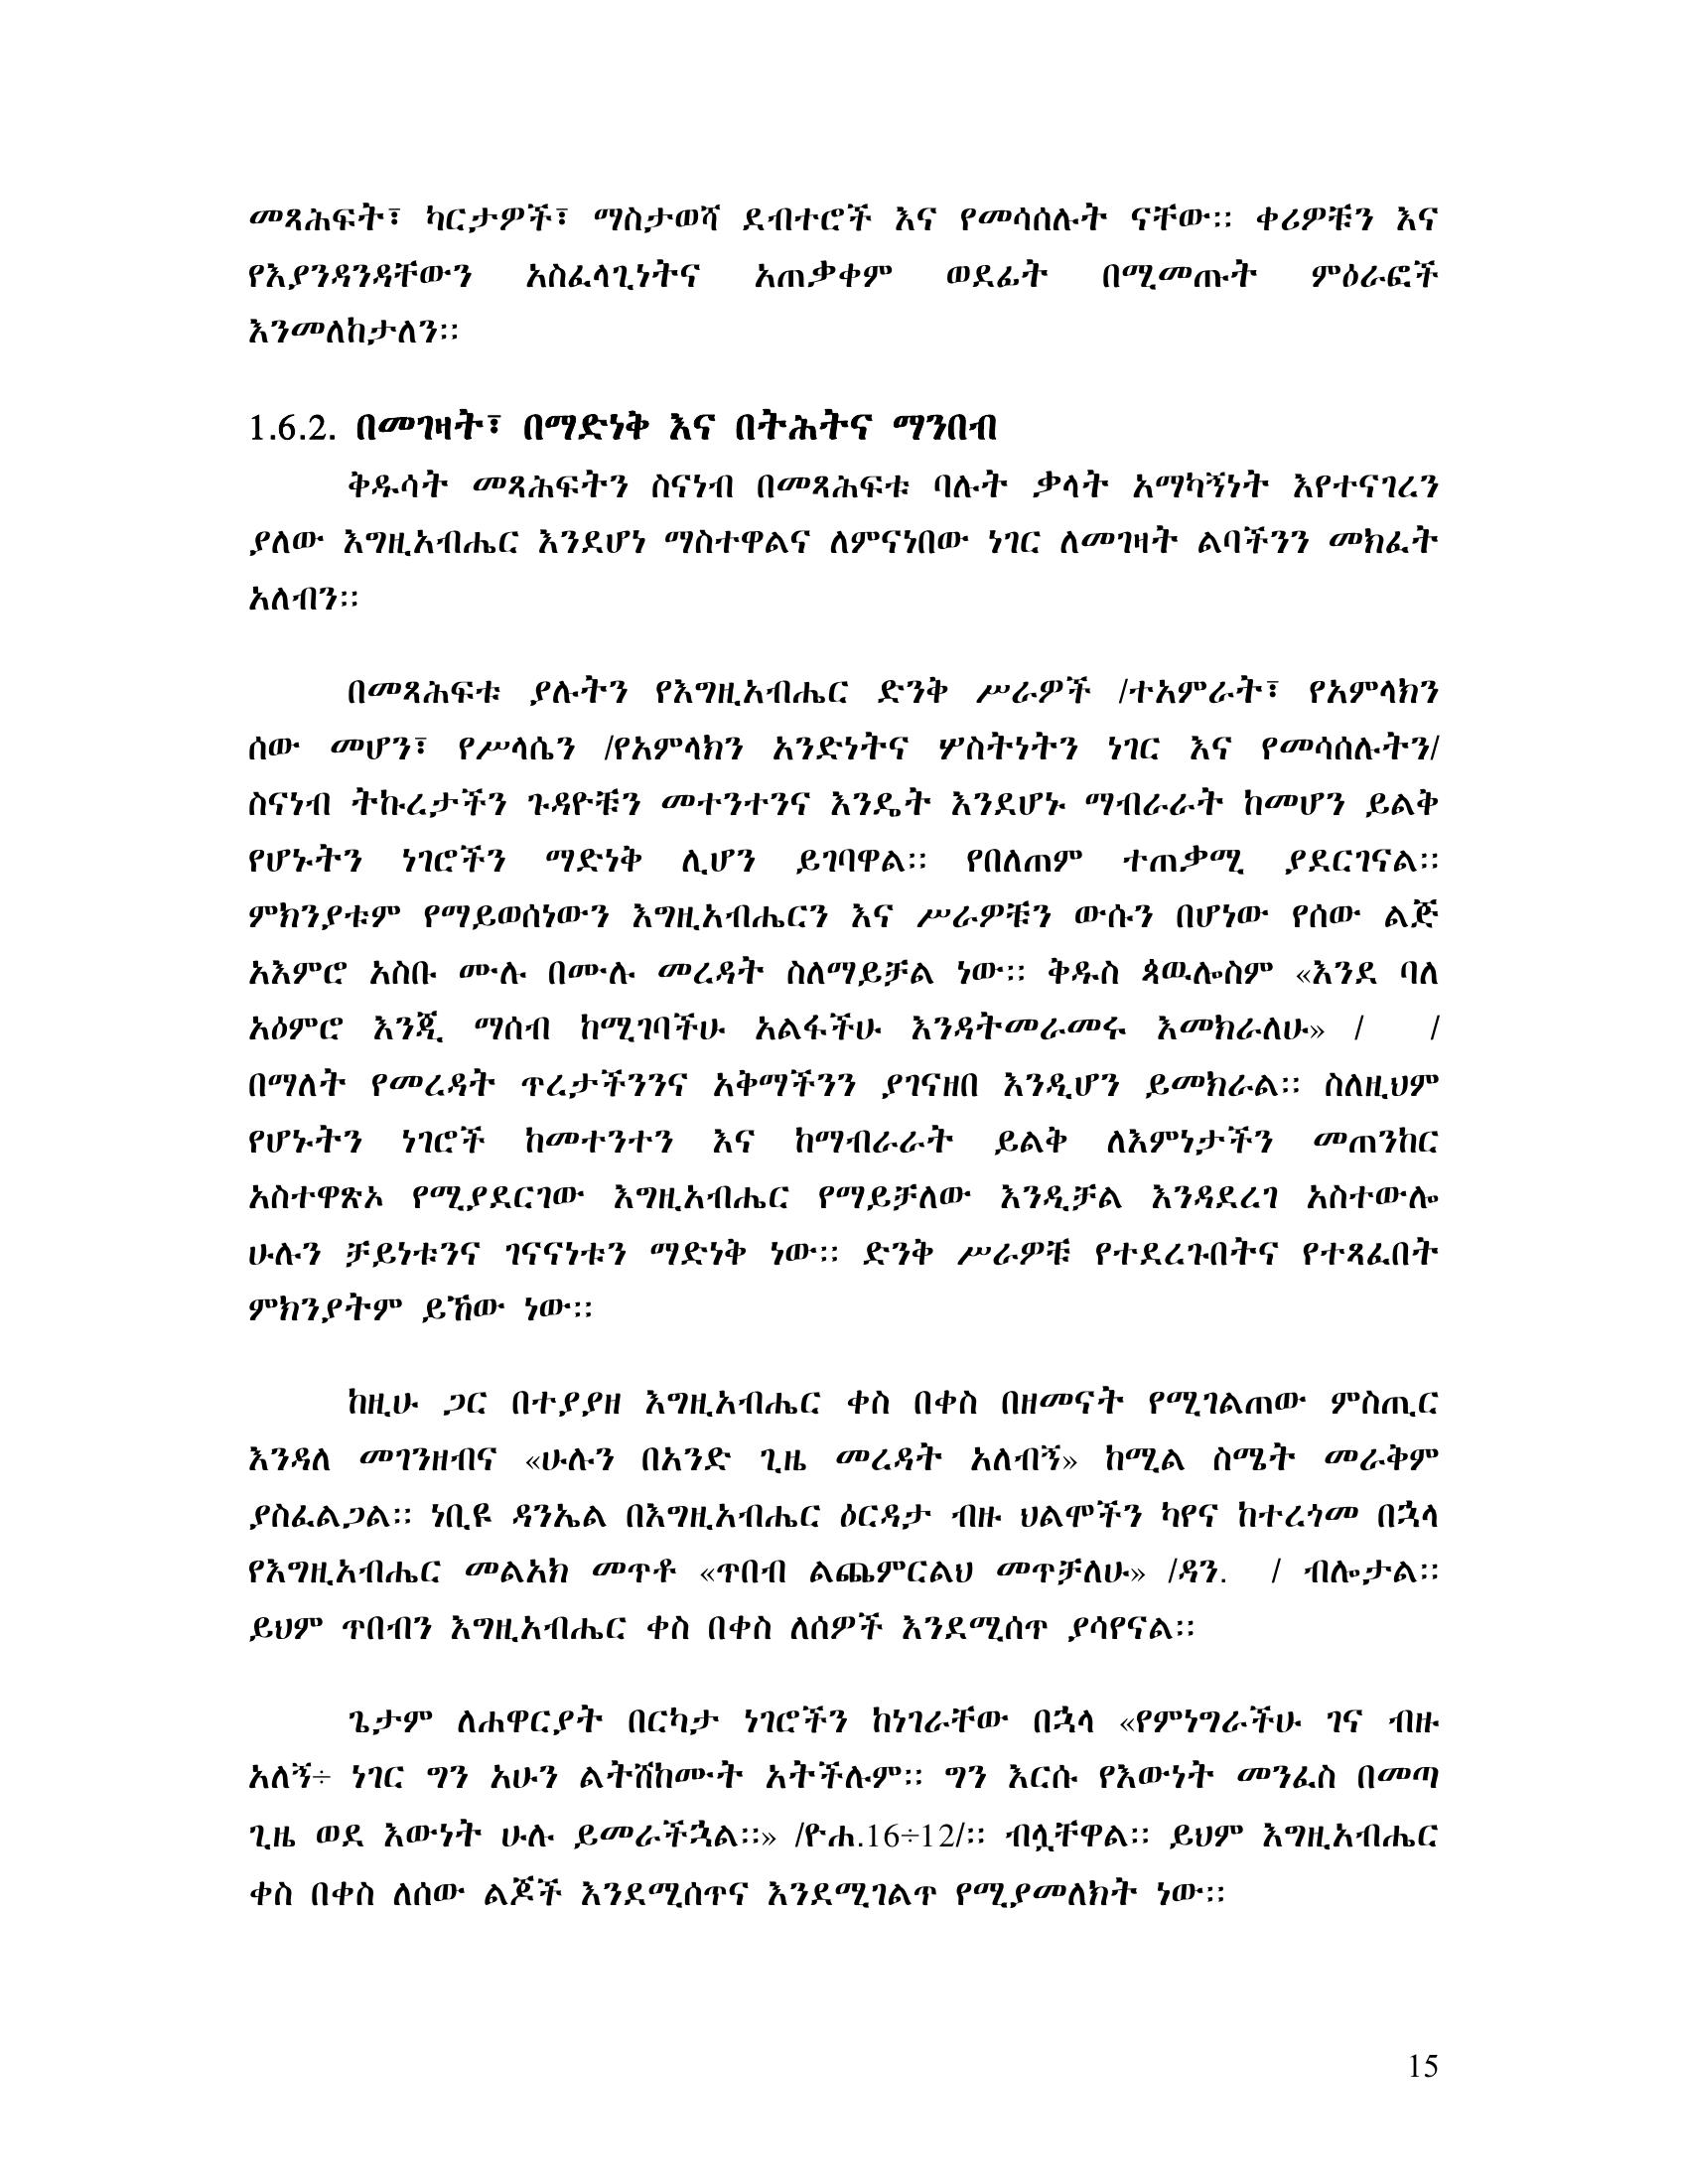 መጻሕፍት፣ ካርታዎች፣ ማስታወሻ ደብተሮች እና የመሳሰሉት ናቸው፡፡ ቀሪዎቹን እና
የእያንዳንዳቸውን አስፈላጊነትና አጠቃቀም ወደፊት በሚመጡት ምዕራፎች
እንመለከታለን፡፡
1.6.2. በመገዛት፣ በማድነቅ እና በትሕትና ማንበብ
ቅዱሳት መጻሕፍትን ስናነብ በመጻሕፍቱ ባሉት ቃላት አማካኝነት እየተናገረን
ያለው እግዚአብሔር እንደሆነ ማስተዋልና ለምናነበው ነገር ለመገዛት ልባችንን መክፈት
አለብን፡፡
በመጻሕፍቱ ያሉትን የእግዚአብሔር ድንቅ ሥራዎች /ተአምራት፣ የአምላክን
ሰው መሆን፣ የሥላሴን /የአምላክን አንድነትና ሦስትነትን ነገር እና የመሳሰሉትን/
ስናነብ ትኩረታችን ጉዳዮቹን መተንተንና እንዴት እንደሆኑ ማብራራት ከመሆን ይልቅ
የሆኑትን ነገሮችን ማድነቅ ሊሆን ይገባዋል፡፡ የበለጠም ተጠቃሚ ያደርገናል፡፡
ምክንያቱም የማይወሰነውን እግዚአብሔርን እና ሥራዎቹን ውሱን በሆነው የሰው ልጅ
አእምሮ አስቡ ሙሉ በሙሉ መረዳት ስለማይቻል ነው፡፡ ቅዱስ ጳዉሎስም «እንደ ባለ
አዕምሮ እንጂ ማሰብ ከሚገባችሁ አልፋችሁ እንዳትመራመሩ እመክራለሁ» / /
በማለት የመረዳት ጥረታችንንና አቅማችንን ያገናዘበ እንዲሆን ይመክራል፡፡ ስለዚህም
የሆኑትን ነገሮች ከመተንተን እና ከማብራራት ይልቅ ለእምነታችን መጠንከር
አስተዋጽኦ የሚያደርገው እግዚአብሔር የማይቻለው እንዲቻል እንዳደረገ አስተውሎ
ሁሉን ቻይነቱንና ገናናነቱን ማድነቅ ነው፡፡ ድንቅ ሥራዎቹ የተደረጉበትና የተጻፈበት
ምክንያትም ይኸው ነው፡፡
ከዚሁ ጋር በተያያዘ እግዚአብሔር ቀስ በቀስ በዘመናት የሚገልጠው ምስጢር
እንዳለ መገንዘብና «ሁሉን በአንድ ጊዜ መረዳት አለብኝ» ከሚል ስሜት መራቅም
ያስፈልጋል፡፡ ነቢዩ ዳንኤል በእግዚአብሔር ዕርዳታ ብዙ ህልሞችን ካየና ከተረጎመ በኋላ
የእግዚአብሔር መልአክ መጥቶ «ጥበብ ልጨምርልህ መጥቻለሁ» /ዳን. / ብሎታል፡፡
ይህም ጥበብን እግዚአብሔር ቀስ በቀስ ለሰዎች እንደሚሰጥ ያሳየናል፡፡
ጌታም ለሐዋርያት በርካታ ነገሮችን ከነገራቸው በኋላ «የምነግራችሁ ገና ብዙ
አለኝ÷ ነገር ግን አሁን ልትሸከሙት አትችሉም፡፡ ግን እርሱ የእውነት መንፈስ በመጣ
ጊዜ ወደ እውነት ሁሉ ይመራችኋል፡፡» /ዮሐ.16÷12/፡፡ ብሏቸዋል፡፡ ይህም እግዚአብሔር
ቀስ በቀስ ለሰው ልጆች እንደሚሰጥና እንደሚገልጥ የሚያመለክት ነው፡፡
15